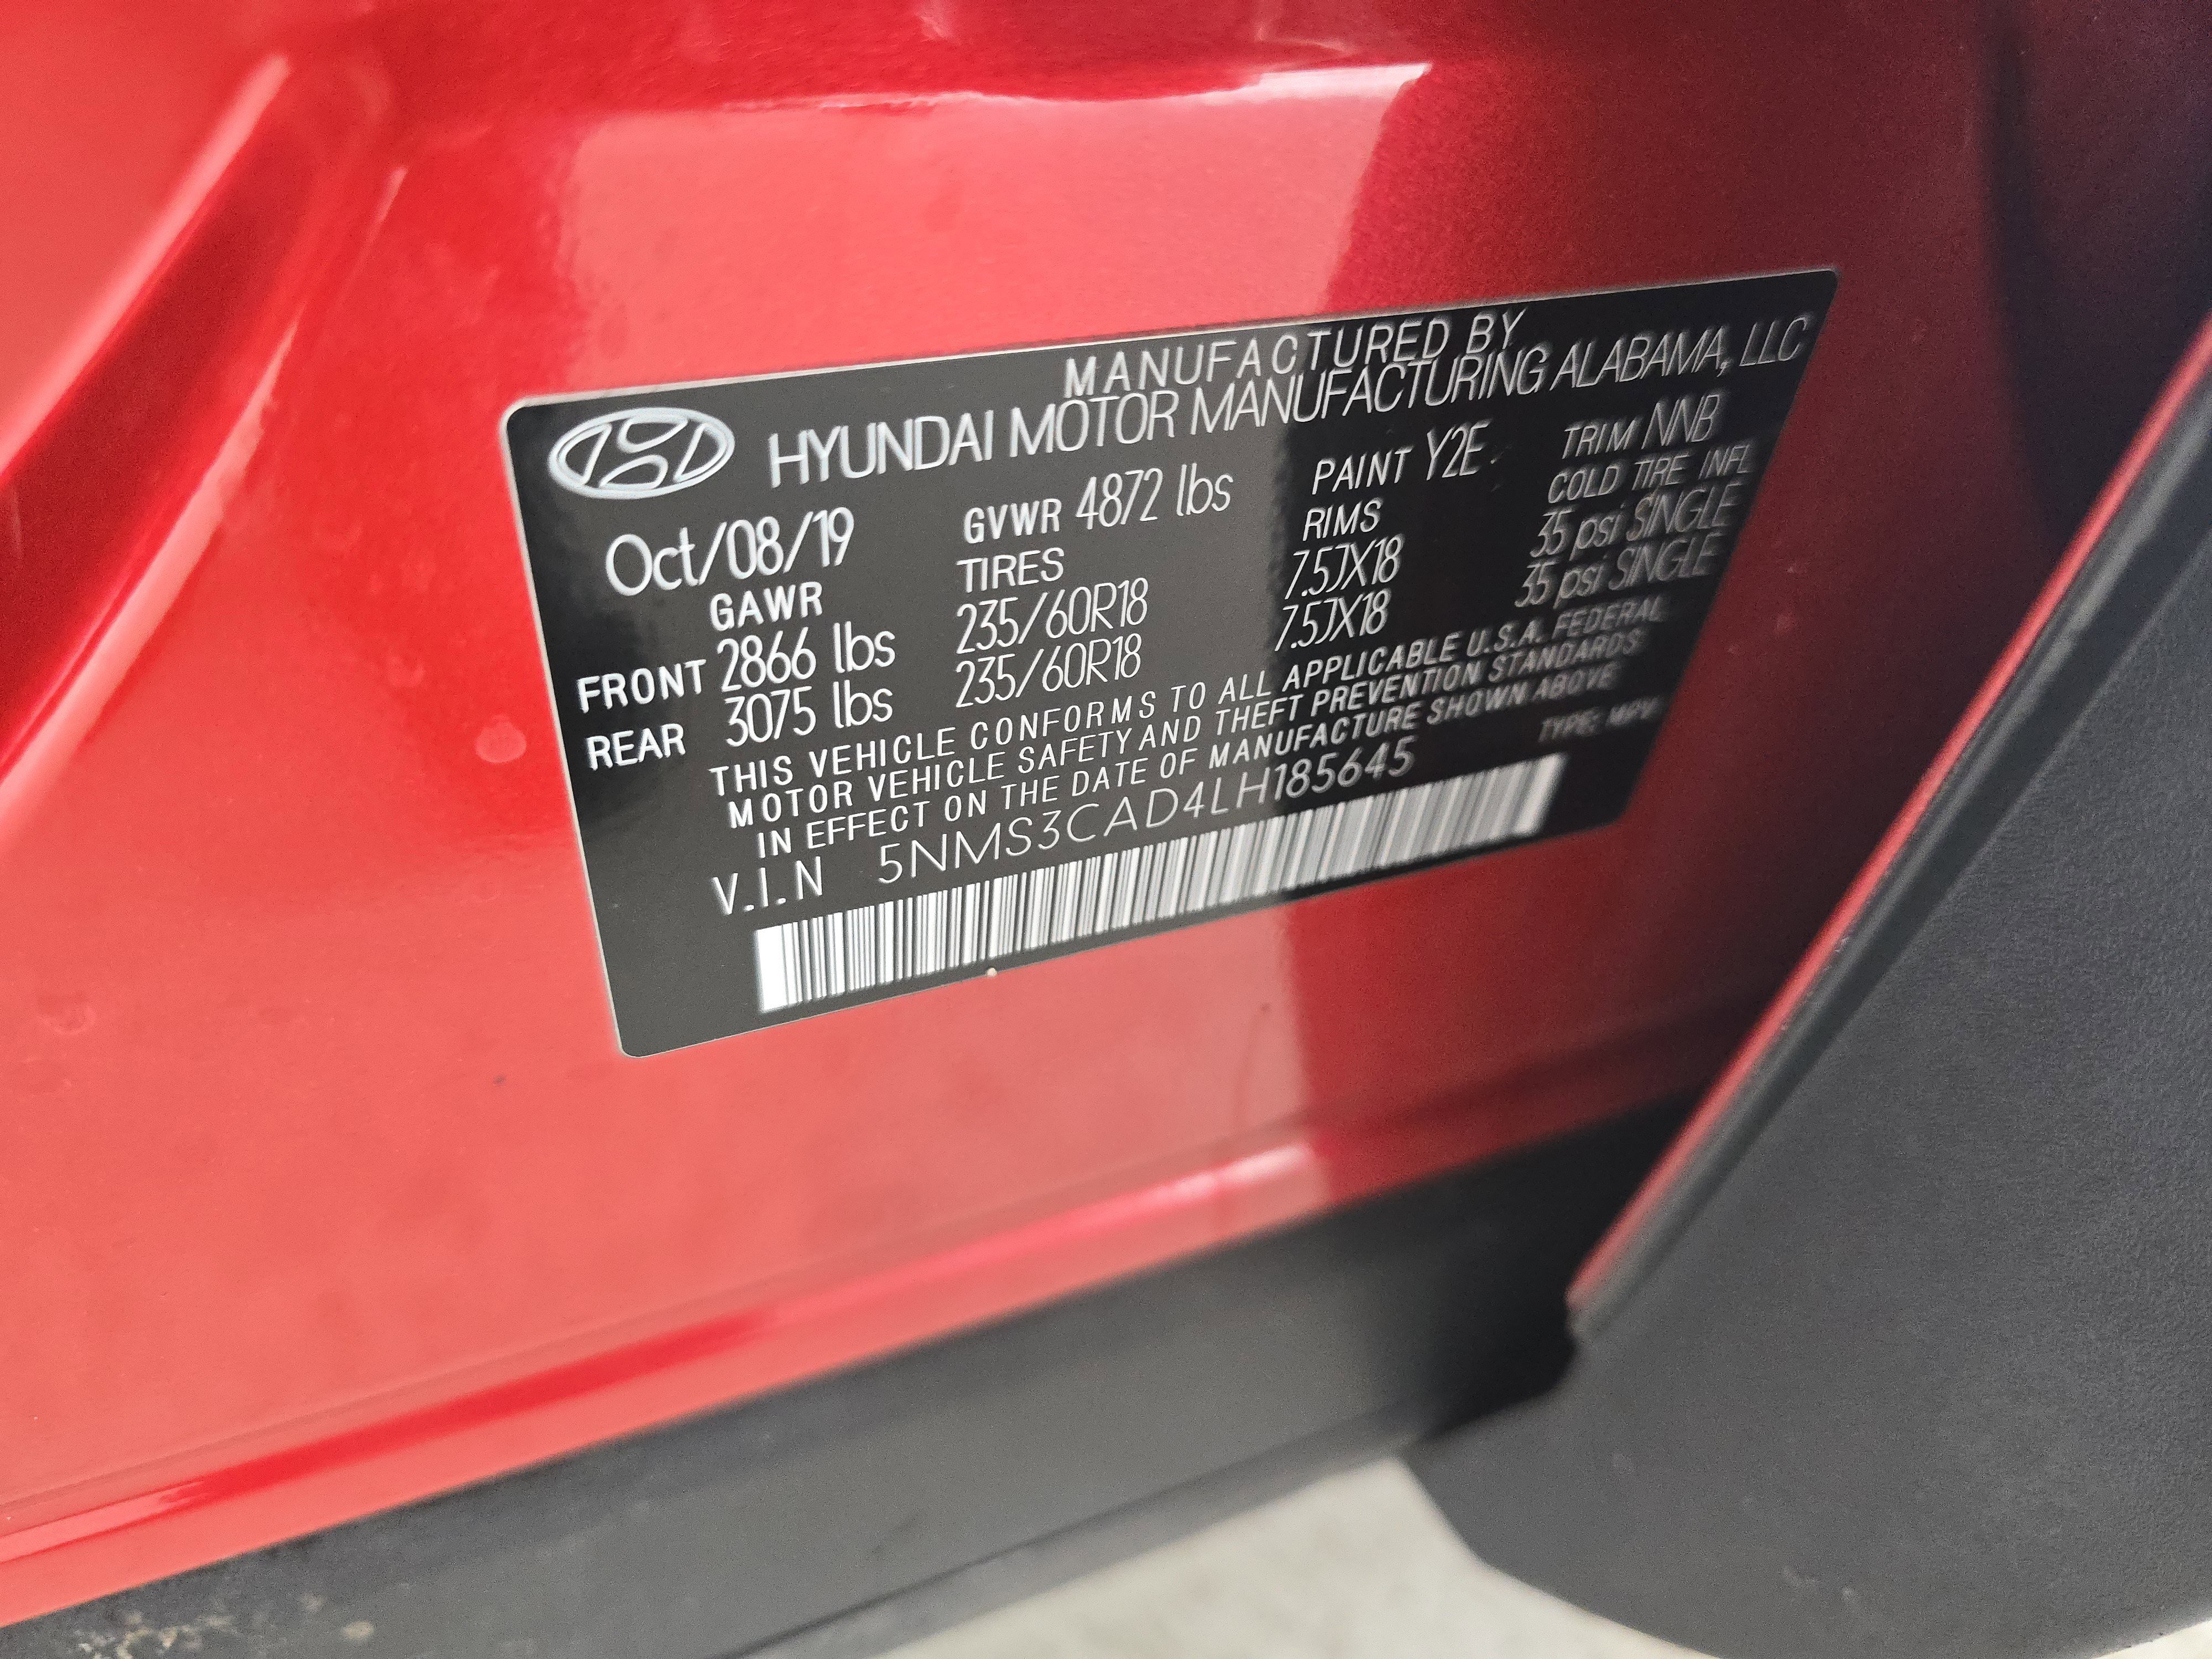 MANUFACTURED BY
HYUNDAI MOTOR MANUFACTURING ALABAMA, LLC
Oct/08/19 GVWR 4872 lbs PAINT Y2E TRIM NNB
GAWR TIRES RIMS COLD TIRE INFL
FRONT 2866 lbs 235/60R18 7.5JX18 35 psi SINGLE
REAR 3075 lbs 235/60R18 7.5JX18 35 psi SINGLE
THIS VEHICLE CONFORMS TO ALL APPLICABLE U.S.A. FEDERAL
MOTOR VEHICLE SAFETY AND THEFT PREVENTION STANDARDS
IN EFFECT ON THE DATE OF MANUFACTURE SHOWN ABOVE
V.I.N 5NMS3CAD4LH185645 TYPE: MPV